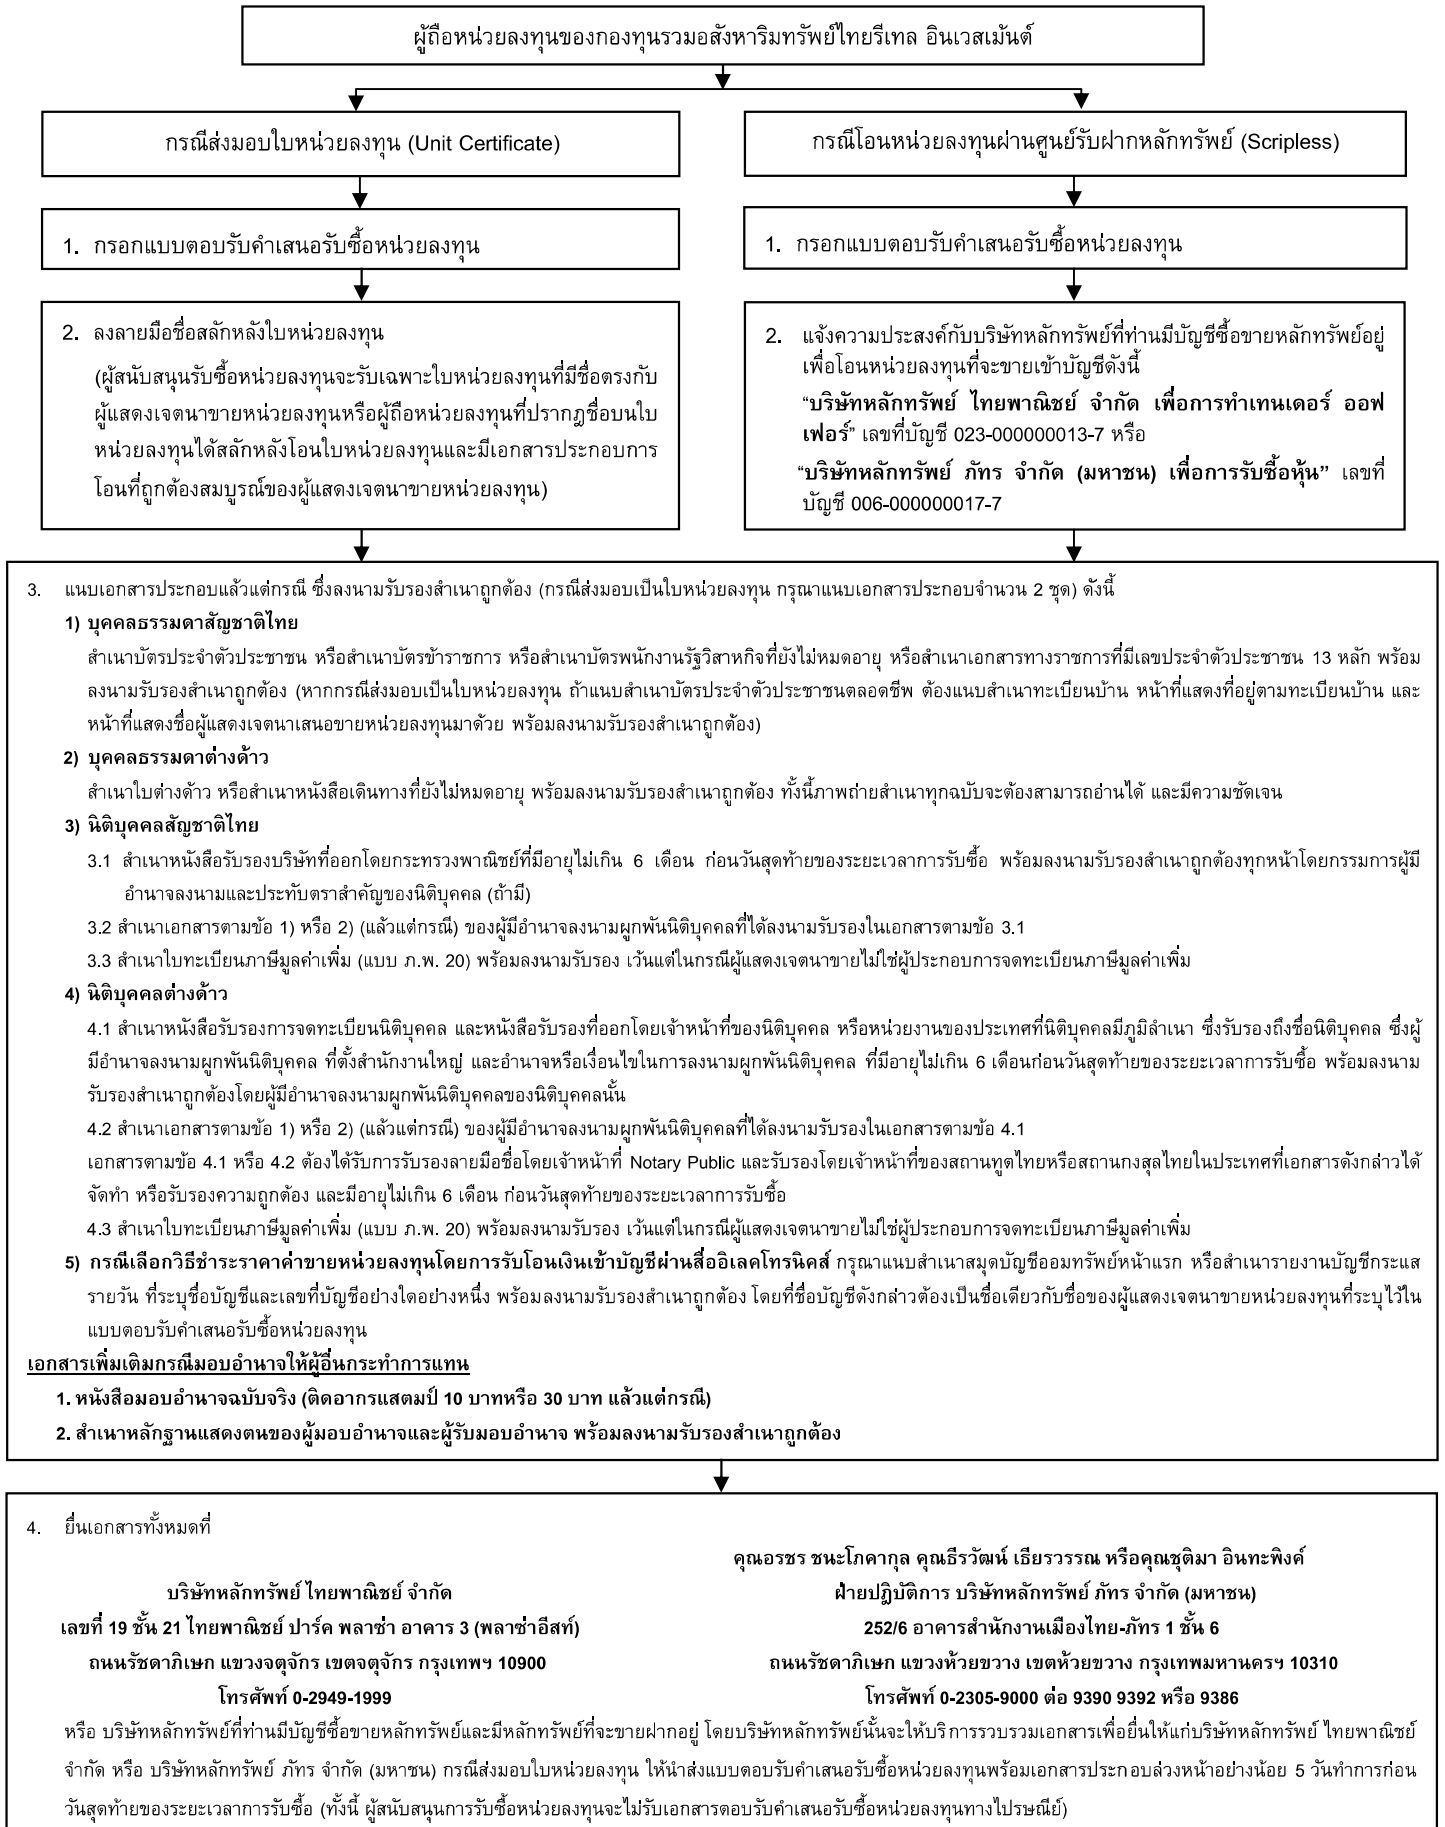 ผู้ถือหน่วยลงทุนของกองทุนรวมอสังหาริมทรัพย์ไทยรีเทล อินเวสเม้นต์
กรณีส่งมอบใบหน่วยลงทุน (Unit Certificate)
กรณีโอนหน่วยลงทุนผ่านศูนย์รับฝากหลักทรัพย์ (Scripless)
1. กรอกแบบตอบรับคำเสนอรับซื้อหน่วยลงทุน
1. กรอกแบบตอบรับคำเสนอรับซื้อหน่วยลงทุน
2. ลงลายมือชื่อสลักหลังใบหน่วยลงทุน
(ผู้สนับสนุนรับซื้อหน่วยลงทุนจะรับเฉพาะใบหน่วยลงทุนที่มีชื่อตรงกับ
ผู้แสดงเจตนาขายหน่วยลงทุนหรือผู้ถือหน่วยลงทุนที่ปรากฎชื่อบนใบ
หน่วยลงทุนได้สลักหลังโอนใบหน่วยลงทุนและมีเอกสารประกอบการ
โอนที่ถูกต้องสมบูรณ์ของผู้แสดงเจตนาขายหน่วยลงทุน)
2. แจ้งความประสงค์กับบริษัทหลักทรัพย์ที่ท่านมีบัญชีซื้อขายหลักทรัพย์อยู่
เพื่อโอนหน่วยลงทุนที่จะขายเข้าบัญชีดังนี้
“บริษัทหลักทรัพย์ ไทยพาณิชย์ จำกัด เพื่อการทำเทนเดอร์ ออฟ
เฟอร์” เลขที่บัญชี 023-000000013-7 หรือ
“บริษัทหลักทรัพย์ ภัทร จำกัด (มหาชน) เพื่อการรับซื้อหุ้น” เลขที่
บัญชี 006-000000017-7
3. แนบเอกสารประกอบแล้วแต่กรณี ซึ่งลงนามรับรองสำเนาถูกต้อง (กรณีส่งมอบเป็นใบหน่วยลงทุน กรุณาแนบเอกสารประกอบจำนวน 2 ชุด) ดังนี้
1) บุคคลธรรมดาสัญชาติไทย
สำเนาบัตรประจำตัวประชาชน หรือสำเนาบัตรข้าราชการ หรือสำเนาบัตรพนักงานรัฐวิสาหกิจที่ยังไม่หมดอายุ หรือสำเนาเอกสารทางราชการที่มีเลขประจำตัวประชาชน 13 หลัก พร้อม
ลงนามรับรองสำเนาถูกต้อง (หากกรณีส่งมอบเป็นใบหน่วยลงทุน ถ้าแนบสำเนาบัตรประจำตัวประชาชนตลอดชีพ ต้องแนบสำเนาทะเบียนบ้าน หน้าที่แสดงที่อยู่ตามทะเบียนบ้าน และ
หน้าที่แสดงชื่อผู้แสดงเจตนาเสนอขายหน่วยลงทุนมาด้วย พร้อมลงนามรับรองสำเนาถูกต้อง)
2) บุคคลธรรมดาต่างด้าว
สำเนาใบต่างด้าว หรือสำเนาหนังสือเดินทางที่ยังไม่หมดอายุ พร้อมลงนามรับรองสำเนาถูกต้อง ทั้งนี้ภาพถ่ายสำเนาทุกฉบับจะต้องสามารถอ่านได้ และมีความชัดเจน
3) นิติบุคคลสัญชาติไทย
3.1 สำเนาหนังสือรับรองบริษัทที่ออกโดยกระทรวงพาณิชย์ที่มีอายุไม่เกิน 6 เดือน ก่อนวันสุดท้ายของระยะเวลาการรับซื้อ พร้อมลงนามรับรองสำเนาถูกต้องทุกหน้าโดยกรรมการผู้มี
อำนาจลงนามและประทับตราสำคัญของนิติบุคคล (ถ้ามี)
3.2 สำเนาเอกสารตามข้อ 1) หรือ 2) (แล้วแต่กรณี) ของผู้มีอำนาจลงนามผูกพันนิติบุคคลที่ได้ลงนามรับรองในเอกสารตามข้อ 3.1
3.3 สำเนาใบทะเบียนภาษีมูลค่าเพิ่ม (แบบ ภ.พ. 20) พร้อมลงนามรับรอง เว้นแต่ในกรณีผู้แสดงเจตนาขายไม่ใช่ผู้ประกอบการจดทะเบียนภาษีมูลค่าเพิ่ม
4) นิติบุคคลต่างด้าว
4.1 สำเนาหนังสือรับรองการจดทะเบียนนิติบุคคล และหนังสือรับรองที่ออกโดยเจ้าหน้าที่ของนิติบุคคล หรือหน่วยงานของประเทศที่นิติบุคคลมีภูมิลำเนา ซึ่งรับรองถึงชื่อนิติบุคคล ซึ่งผู้
มีอำนาจลงนามผูกพันนิติบุคคล ที่ตั้งสำนักงานใหญ่ และอำนาจหรือเงื่อนไขในการลงนามผูกพันนิติบุคคล ที่มีอายุไม่เกิน 6 เดือนก่อนวันสุดท้ายของระยะเวลาการรับซื้อ พร้อมลงนาม
รับรองสำเนาถูกต้องโดยผู้มีอำนาจลงนามผูกพันนิติบุคคลของนิติบุคคลนั้น
4.2 สำเนาเอกสารตามข้อ 1) หรือ 2) (แล้วแต่กรณี) ของผู้มีอำนาจลงนามผูกพันนิติบุคคลที่ได้ลงนามรับรองในเอกสารตามข้อ 4.1
เอกสารตามข้อ 4.1 หรือ 4.2 ต้องได้รับการรับรองลายมือชื่อโดยเจ้าหน้าที่ Notary Public และรับรองโดยเจ้าหน้าที่ของสถานทูตไทยหรือสถานกงสุลไทยในประเทศที่เอกสารดังกล่าวได้
จัดทำ หรือรับรองความถูกต้อง และมีอายุไม่เกิน 6 เดือน ก่อนวันสุดท้ายของระยะเวลาการรับซื้อ
4.3 สำเนาใบทะเบียนภาษีมูลค่าเพิ่ม (แบบ ภ.พ. 20) พร้อมลงนามรับรอง เว้นแต่ในกรณีผู้แสดงเจตนาขายไม่ใช่ผู้ประกอบการจดทะเบียนภาษีมูลค่าเพิ่ม
5) กรณีเลือกวิธีชำระราคาค่าขายหน่วยลงทุนโดยการรับโอนเงินเข้าบัญชีผ่านสื่ออิเลคโทรนิคส์ กรุณาแนบสำเนาสมุดบัญชีออมทรัพย์หน้าแรก หรือสำเนารายงานบัญชีกระแส
รายวัน ที่ระบุชื่อบัญชีและเลขที่บัญชีอย่างใดอย่างหนึ่ง พร้อมลงนามรับรองสำเนาถูกต้อง โดยที่ชื่อบัญชีดังกล่าวต้องเป็นชื่อเดียวกับชื่อของผู้แสดงเจตนาขายหน่วยลงทุนที่ระบุไว้ใน
แบบตอบรับคำเสนอรับซื้อหน่วยลงทุน
เอกสารเพิ่มเติมกรณีมอบอำนาจให้ผู้อื่นกระทำการแทน
1. หนังสือมอบอำนาจฉบับจริง (ติดอากรแสตมป์ 10 บาทหรือ 30 บาท แล้วแต่กรณี)
2. สำเนาหลักฐานแสดงตนของผู้มอบอำนาจและผู้รับมอบอำนาจ พร้อมลงนามรับรองสำเนาถูกต้อง
4. ยื่นเอกสารทั้งหมดที่
บริษัทหลักทรัพย์ ไทยพาณิชย์ จำกัด
เลขที่ 19 ชั้น 21 ไทยพาณิชย์ ปาร์ค พลาซ่า อาคาร 3 (พลาซ่าอีสท์)
ถนนรัชดาภิเษก แขวงจตุจักร เขตจตุจักร กรุงเทพฯ 10900
โทรศัพท์ 0-2949-1999
คุณอรชร ชนะโภคากุล คุณธีรวัฒน์ เธียรวรรณ หรือคุณชุติมา อินทะพิงค์
ฝ่ายปฎิบัติการ บริษัทหลักทรัพย์ ภัทร จำกัด (มหาชน)
252/6 อาคารสำนักงานเมืองไทย-ภัทร 1 ชั้น 6
ถนนรัชดาภิเษก แขวงห้วยขวาง เขตห้วยขวาง กรุงเทพมหานครฯ 10310
โทรศัพท์ 0-2305-9000 ต่อ 9390 9392 หรือ 9386
หรือ บริษัทหลักทรัพย์ที่ท่านมีบัญชีซื้อขายหลักทรัพย์และมีหลักทรัพย์ที่จะขายฝากอยู่ โดยบริษัทหลักทรัพย์นั้นจะให้บริการรวบรวมเอกสารเพื่อยื่นให้แก่บริษัทหลักทรัพย์ ไทยพาณิชย์
จำกัด หรือ บริษัทหลักทรัพย์ ภัทร จำกัด (มหาชน) กรณีส่งมอบใบหน่วยลงทุน ให้นำส่งแบบตอบรับคำเสนอรับซื้อหน่วยลงทุนพร้อมเอกสารประกอบล่วงหน้าอย่างน้อย 5 วันทำการก่อน
วันสุดท้ายของระยะเวลาการรับซื้อ (ทั้งนี้ ผู้สนับสนุนการรับซื้อหน่วยลงทุนจะไม่รับเอกสารตอบรับคำเสนอรับซื้อหน่วยลงทุนทางไปรษณีย์)